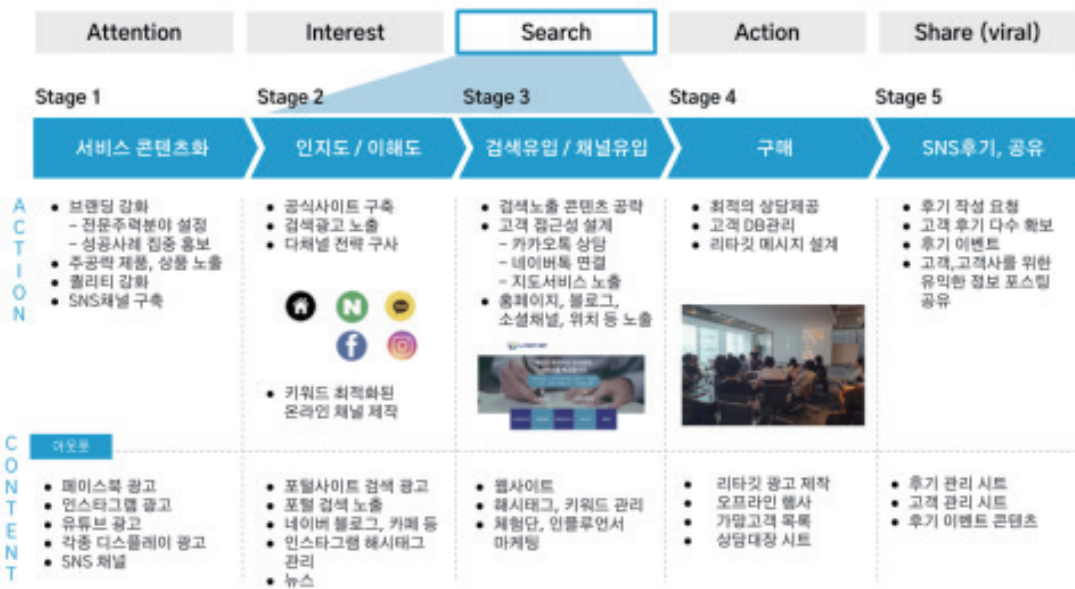 Attention
Interest
Search
Action
Share (viral)
Stage 1
Stage 2
Stage 3
Stage 4
Stage 5
서비스 콘텐츠화
인지도 / 이해도
검색유입 / 채널유입
구매
SNS후기, 공유
ACTION
• 브랜딩 강화
– 전문주력분야 설정
– 성공사례 집중 홍보
• 주공략 제품, 상품 노출
• 퀄리티 강화
• SNS채널 구축
• 공식사이트 구축
• 검색광고 노출
• 다채널 전략 구사
N
f
• 키워드 최적화된
온라인 채널 제작
• 검색노출 콘텐츠 공략
• 고객 접근성 설계
– 카카오톡 상담
– 네이버톡 연결
– 지도서비스 노출
• 홈페이지, 블로그,
소셜채널, 위치 등 노출
• 최적의 상담제공
• 고객 DB관리
• 리타깃 메시지 설계
• 후기 작성 요청
• 고객 후기 다수 확보
• 후기 이벤트
• 고객,고객사를 위한
유익한 정보 포스팅
공유
CONTENT
아웃풋
• 페이스북 광고
• 인스타그램 광고
• 유튜브 광고
• 각종 디스플레이 광고
• SNS 채널
• 포털사이트 검색 광고
• 포털 검색 노출
• 네이버 블로그, 카페 등
• 인스타그램 해시태그
관리
• 뉴스
• 웹사이트
• 해시태그, 키워드 관리
• 체험단, 인플루언서
마케팅
• 리타깃 광고 제작
• 오프라인 행사
• 가망고객 목록
• 상담대장 시트
• 후기 관리 시트
• 고객 관리 시트
• 후기 이벤트 콘텐츠